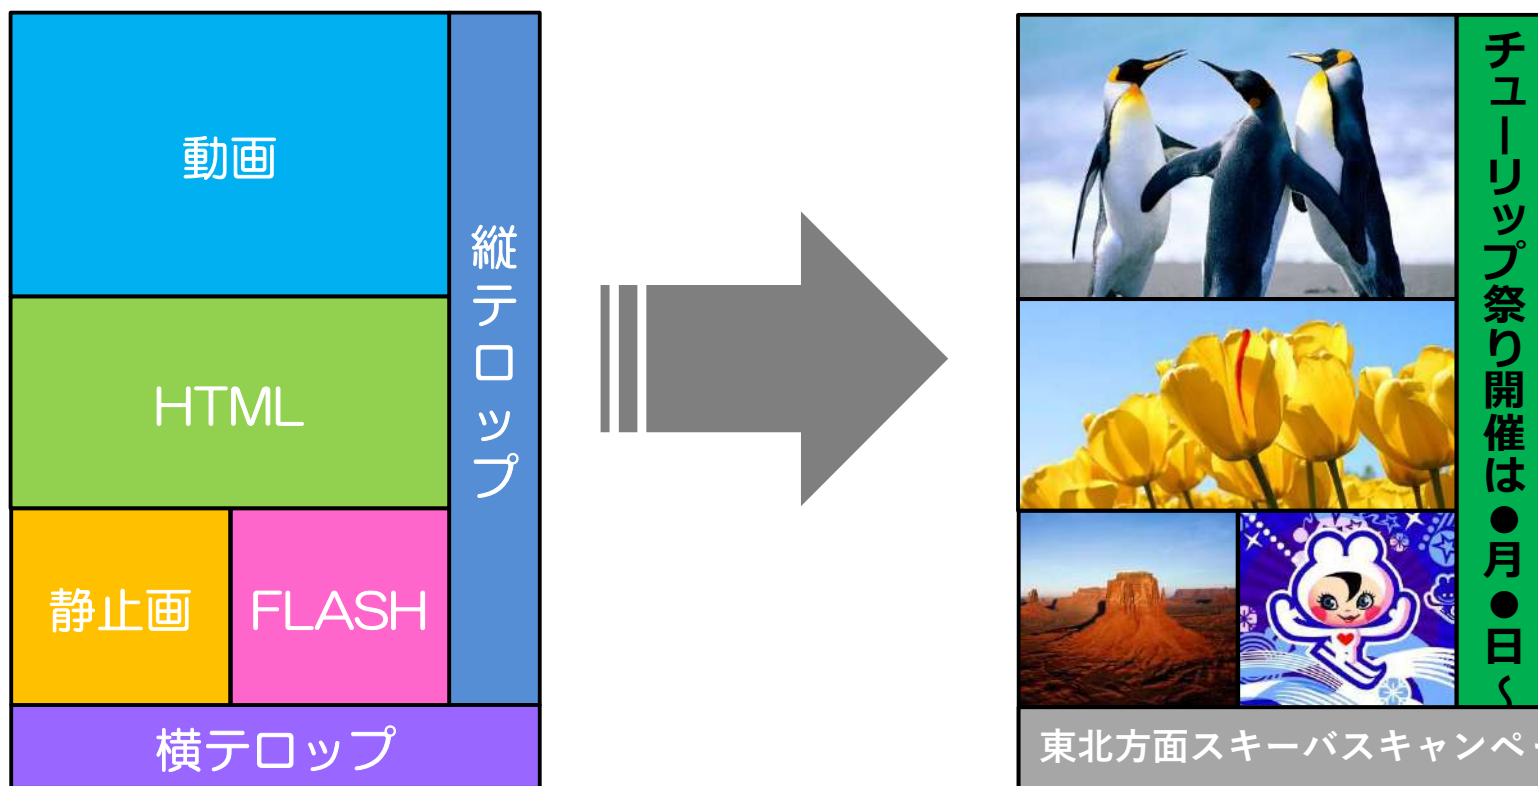 動画
縦テロップ
HTML
静止画
FLASH
横テロップ
チューリップ祭り開催は●月●日~
東北方面スキーバスキャンペ